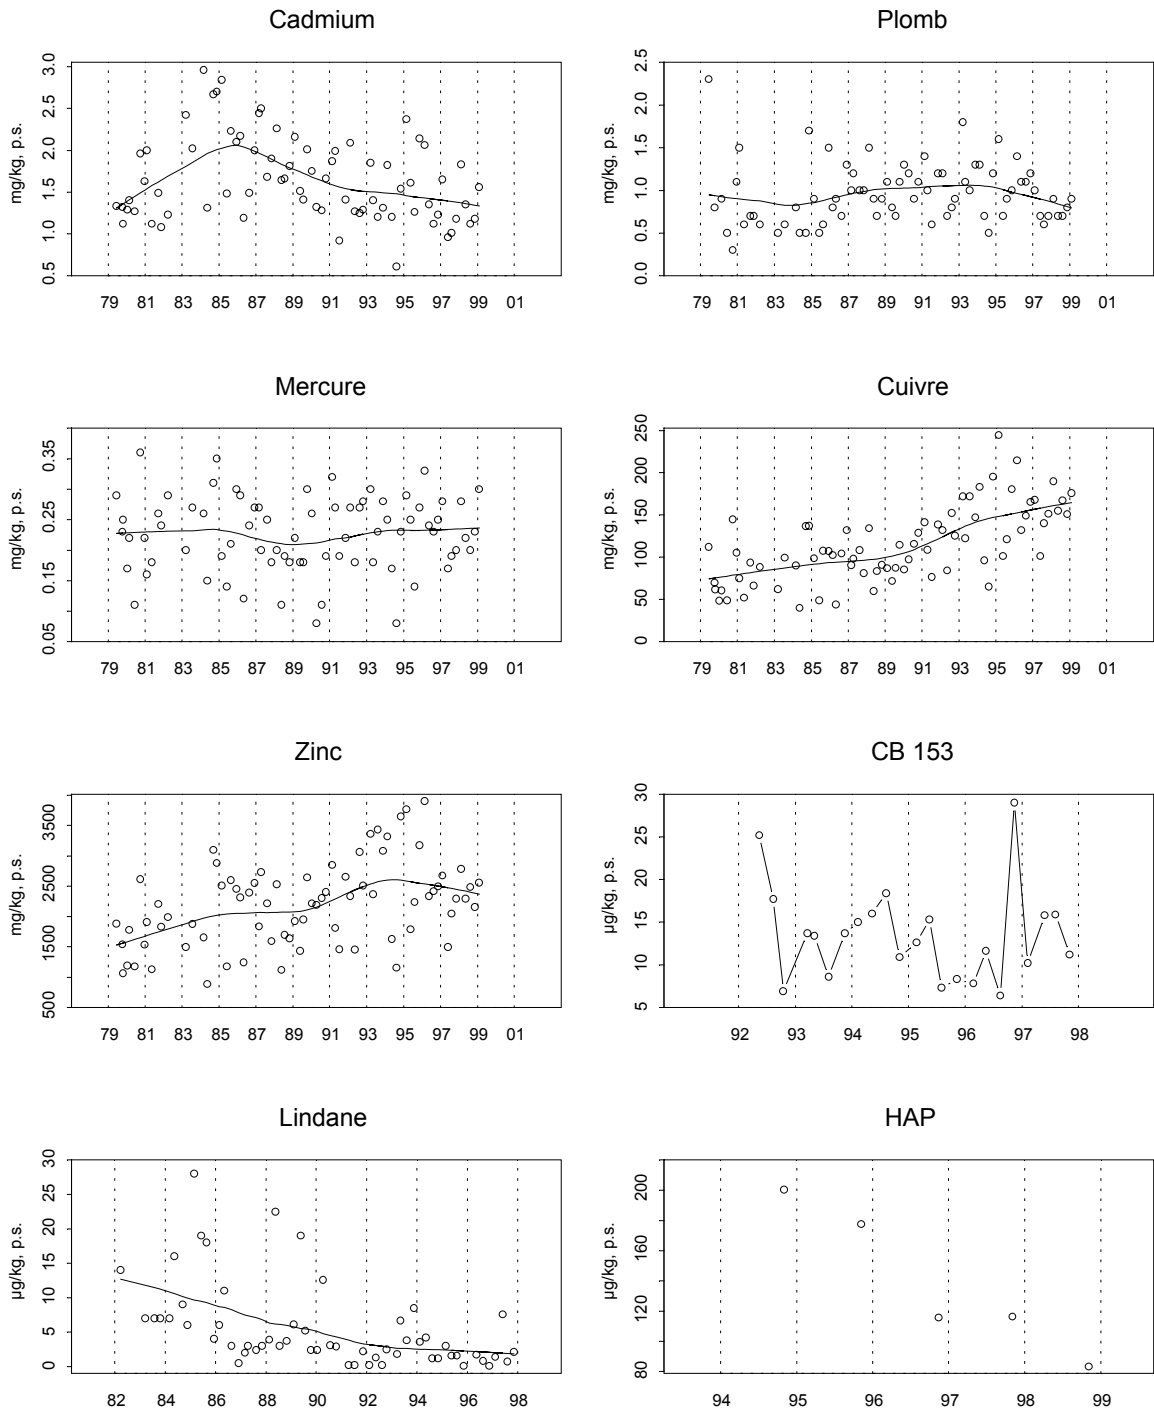 Cadmium
mg/kg, p.s.
3.0
2.5
2.0
1.5
1.0
0.5
79 81 83 85 87 89 91 93 95 97 99 01
Plomb
mg/kg, p.s.
2.5
2.0
1.5
1.0
0.5
0.0
79 81 83 85 87 89 91 93 95 97 99 01
Mercure
mg/kg, p.s.
0.35
0.25
0.15
0.05
79 81 83 85 87 89 91 93 95 97 99 01
Cuivre
mg/kg, p.s.
250
200
150
100
50
0
79 81 83 85 87 89 91 93 95 97 99 01
Zinc
mg/kg, p.s.
3500
2500
1500
500
79 81 83 85 87 89 91 93 95 97 99 01
CB 153
µg/kg, p.s.
30
25
20
15
10
5
92 93 94 95 96 97 98
Lindane
µg/kg, p.s.
30
25
20
15
10
5
0
82 84 86 88 90 92 94 96 98
HAP
µg/kg, p.s.
200
160
120
80
94 95 96 97 98 99